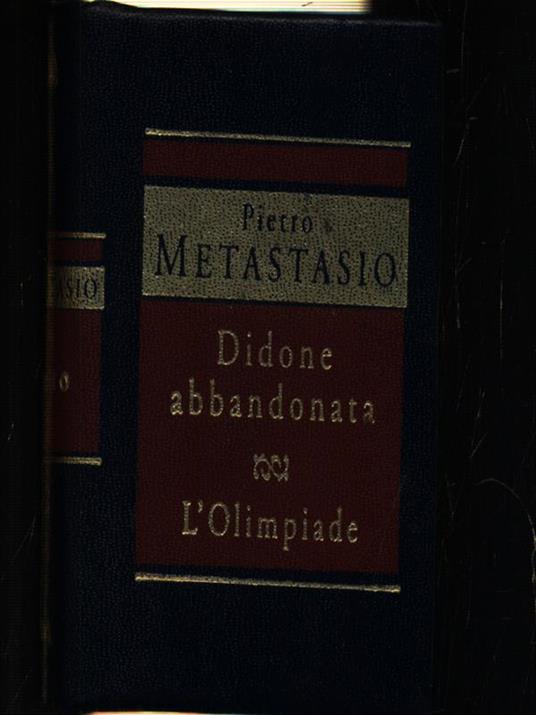 Pietro
METASTASIO
Didone
abbandonata
L'Olimpiade